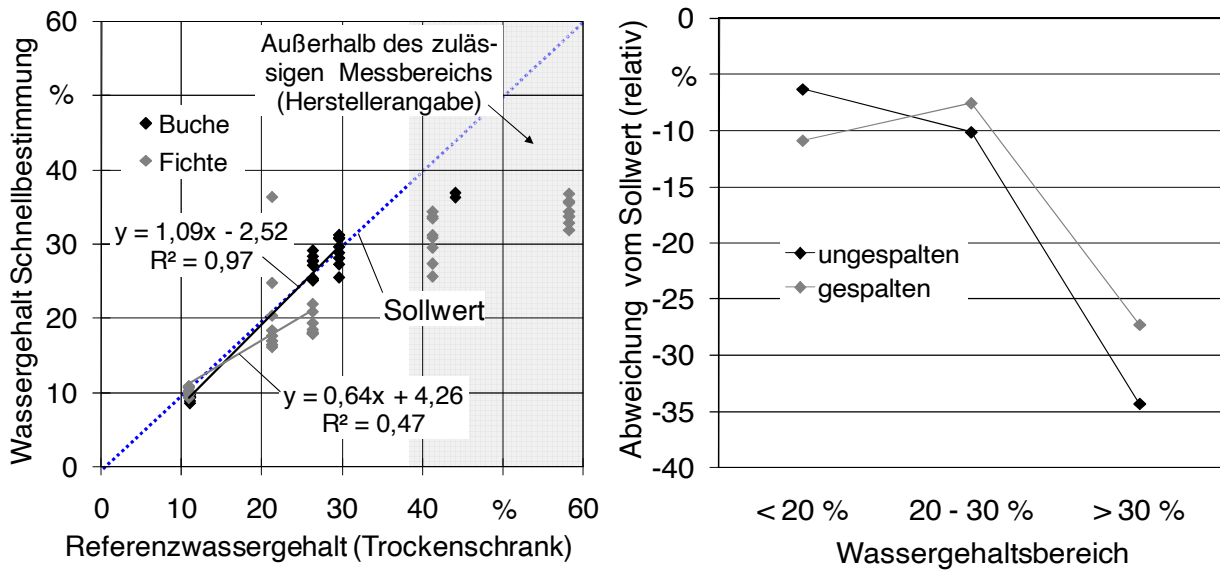 Wassergehalt Schnellbestimmung
60
%
40
30
20
10
0
Außerhalb des zuläs-
sigen Messbereichs
(Herstellerangabe)
Buche
Fichte
y = 1,09x - 2,52
R² = 0,97
Sollwert
y = 0,64x + 4,26
R² = 0,47
0 10 20 30 40 % 60
Referenzwassergehalt (Trockenschrank)
Abweichung vom Sollwert (relativ)
0
%
-10
-15
-20
-25
-30
-35
-40
ungespalten
gespalten
< 20 % 20 - 30 % > 30 %
Wassergehaltsbereich